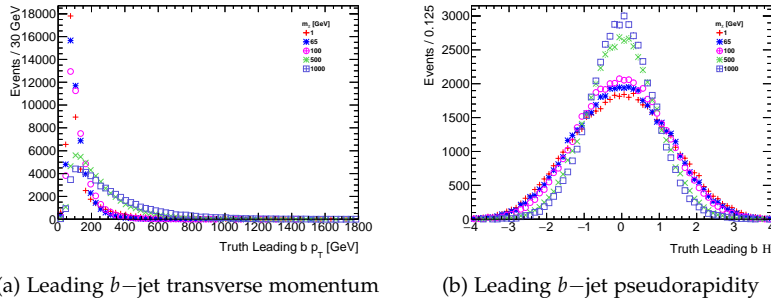 Events / 30 GeV
18000
16000
14000
12000
10000
8000
6000
4000
2000
0
m [GeV]
1
65
100
500
1000
0 200 400 600 800 1000 1200 1400 1600 1800
Truth Leading b p_T [GeV]
(a) Leading b−jet transverse momentum
Events / 0.125
3000
2500
2000
1500
1000
500
0
m [GeV]
1
65
100
500
1000
−4 −3 −2 −1 0 1 2 3 4
Truth Leading b H
(b) Leading b−jet pseudorapidity